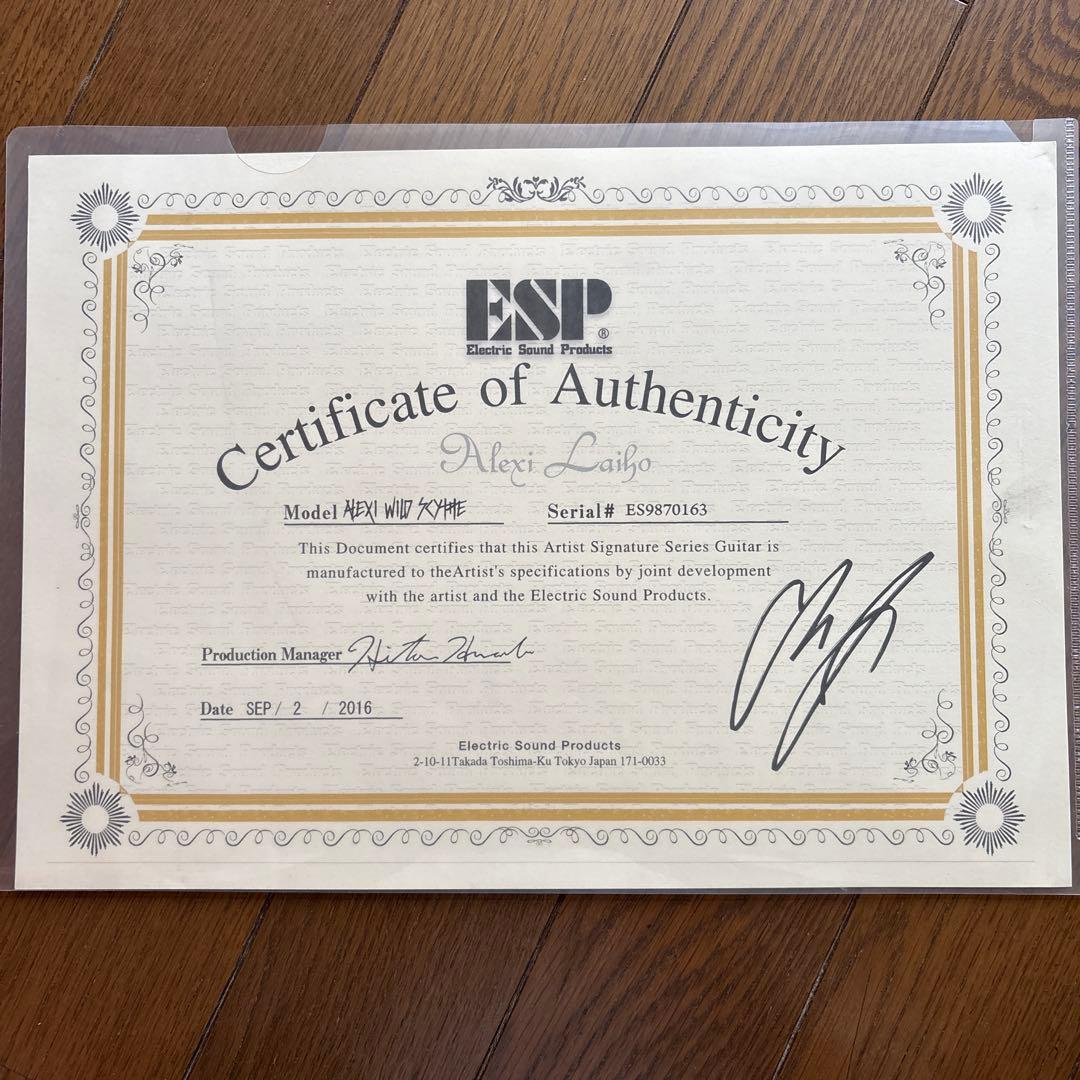 ESP®
Electric Sound Products
Certificate of Authenticity
Alexi Laiho
Model ALEXI WILD SCYTHE Serial# ES9870163
This Document certifies that this Artist Signature Series Guitar is
manufactured to theArtist's specifications by joint development
with the artist and the Electric Sound Products.
Production Manager
Date SEP / 2 / 2016
Electric Sound Products
2-10-11Takada Toshima-Ku Tokyo Japan 171-0033